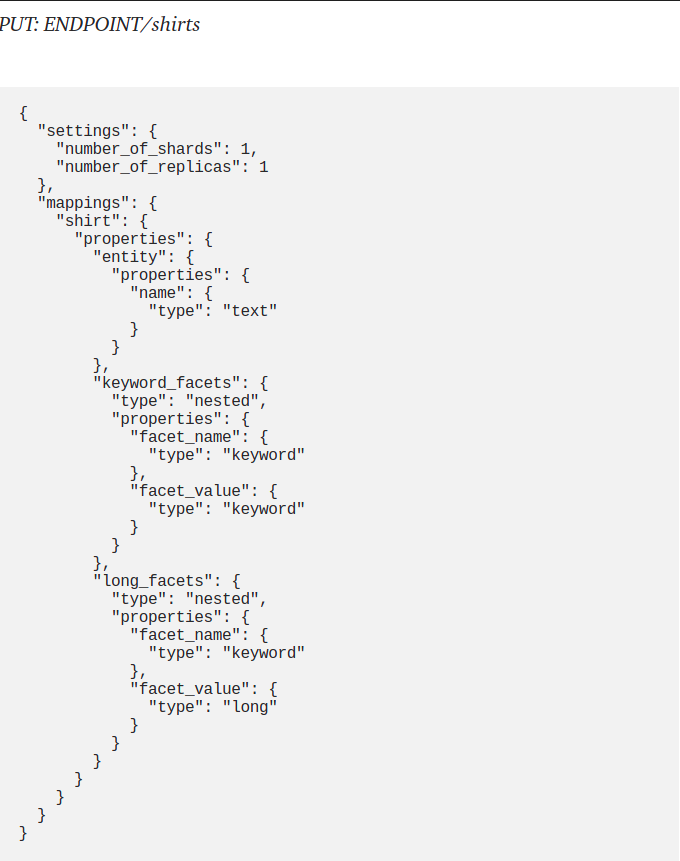 PUT: ENDPOINT/shirts
{
  "settings": {
    "number_of_shards": 1,
    "number_of_replicas": 1
  },
  "mappings": {
    "shirt": {
      "properties": {
        "entity": {
          "properties": {
            "name": {
              "type": "text"
            }
          }
        },
        "keyword_facets": {
          "type": "nested",
          "properties": {
            "facet_name": {
              "type": "keyword"
            },
            "facet_value": {
              "type": "keyword"
            }
          }
        },
        "long_facets": {
          "type": "nested",
          "properties": {
            "facet_name": {
              "type": "keyword"
            },
            "facet_value": {
              "type": "long"
            }
          }
        }
      }
    }
  }
}